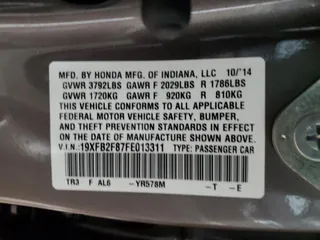 MFD. BY HONDA MFG. OF INDIANA, LLC 10/'14
GVWR 3792LBS GAWR F 2029LBS R 1786LBS
GVWR 1720KG GAWR F 920KG R 810KG
THIS VEHICLE CONFORMS TO ALL APPLICABLE
FEDERAL MOTOR VEHICLE SAFETY, BUMPER,
AND THEFT PREVENTION STANDARDS IN EFFECT
ON THE DATE OF MANUFACTURE SHOWN ABOVE.
V.I.N.: 19XFB2F87FE013311 TYPE: PASSENGER CAR
TR3 F AL6 -YR578M -T -E